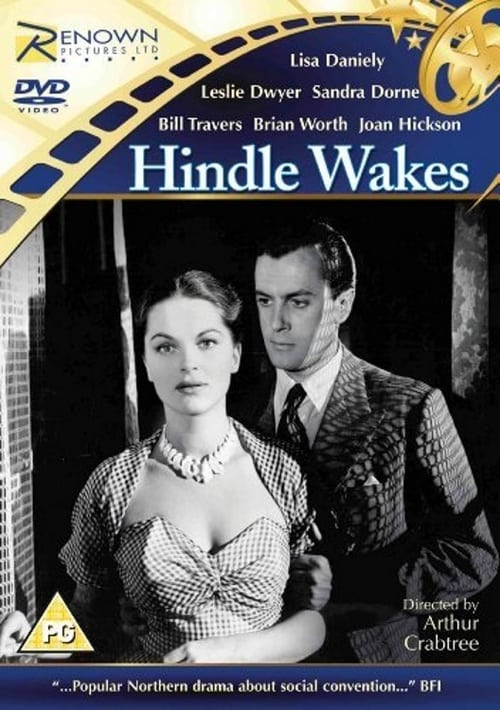 RENOWN
PICTURES LTD
DVD
VIDEO
Lisa Daniely
Leslie Dwyer Sandra Dorne
Bill Travers Brian Worth Joan Hickson
Hindle Wakes
PG
Directed by
Arthur
Crabtree
"...Popular Northern drama about social convention..." BFI